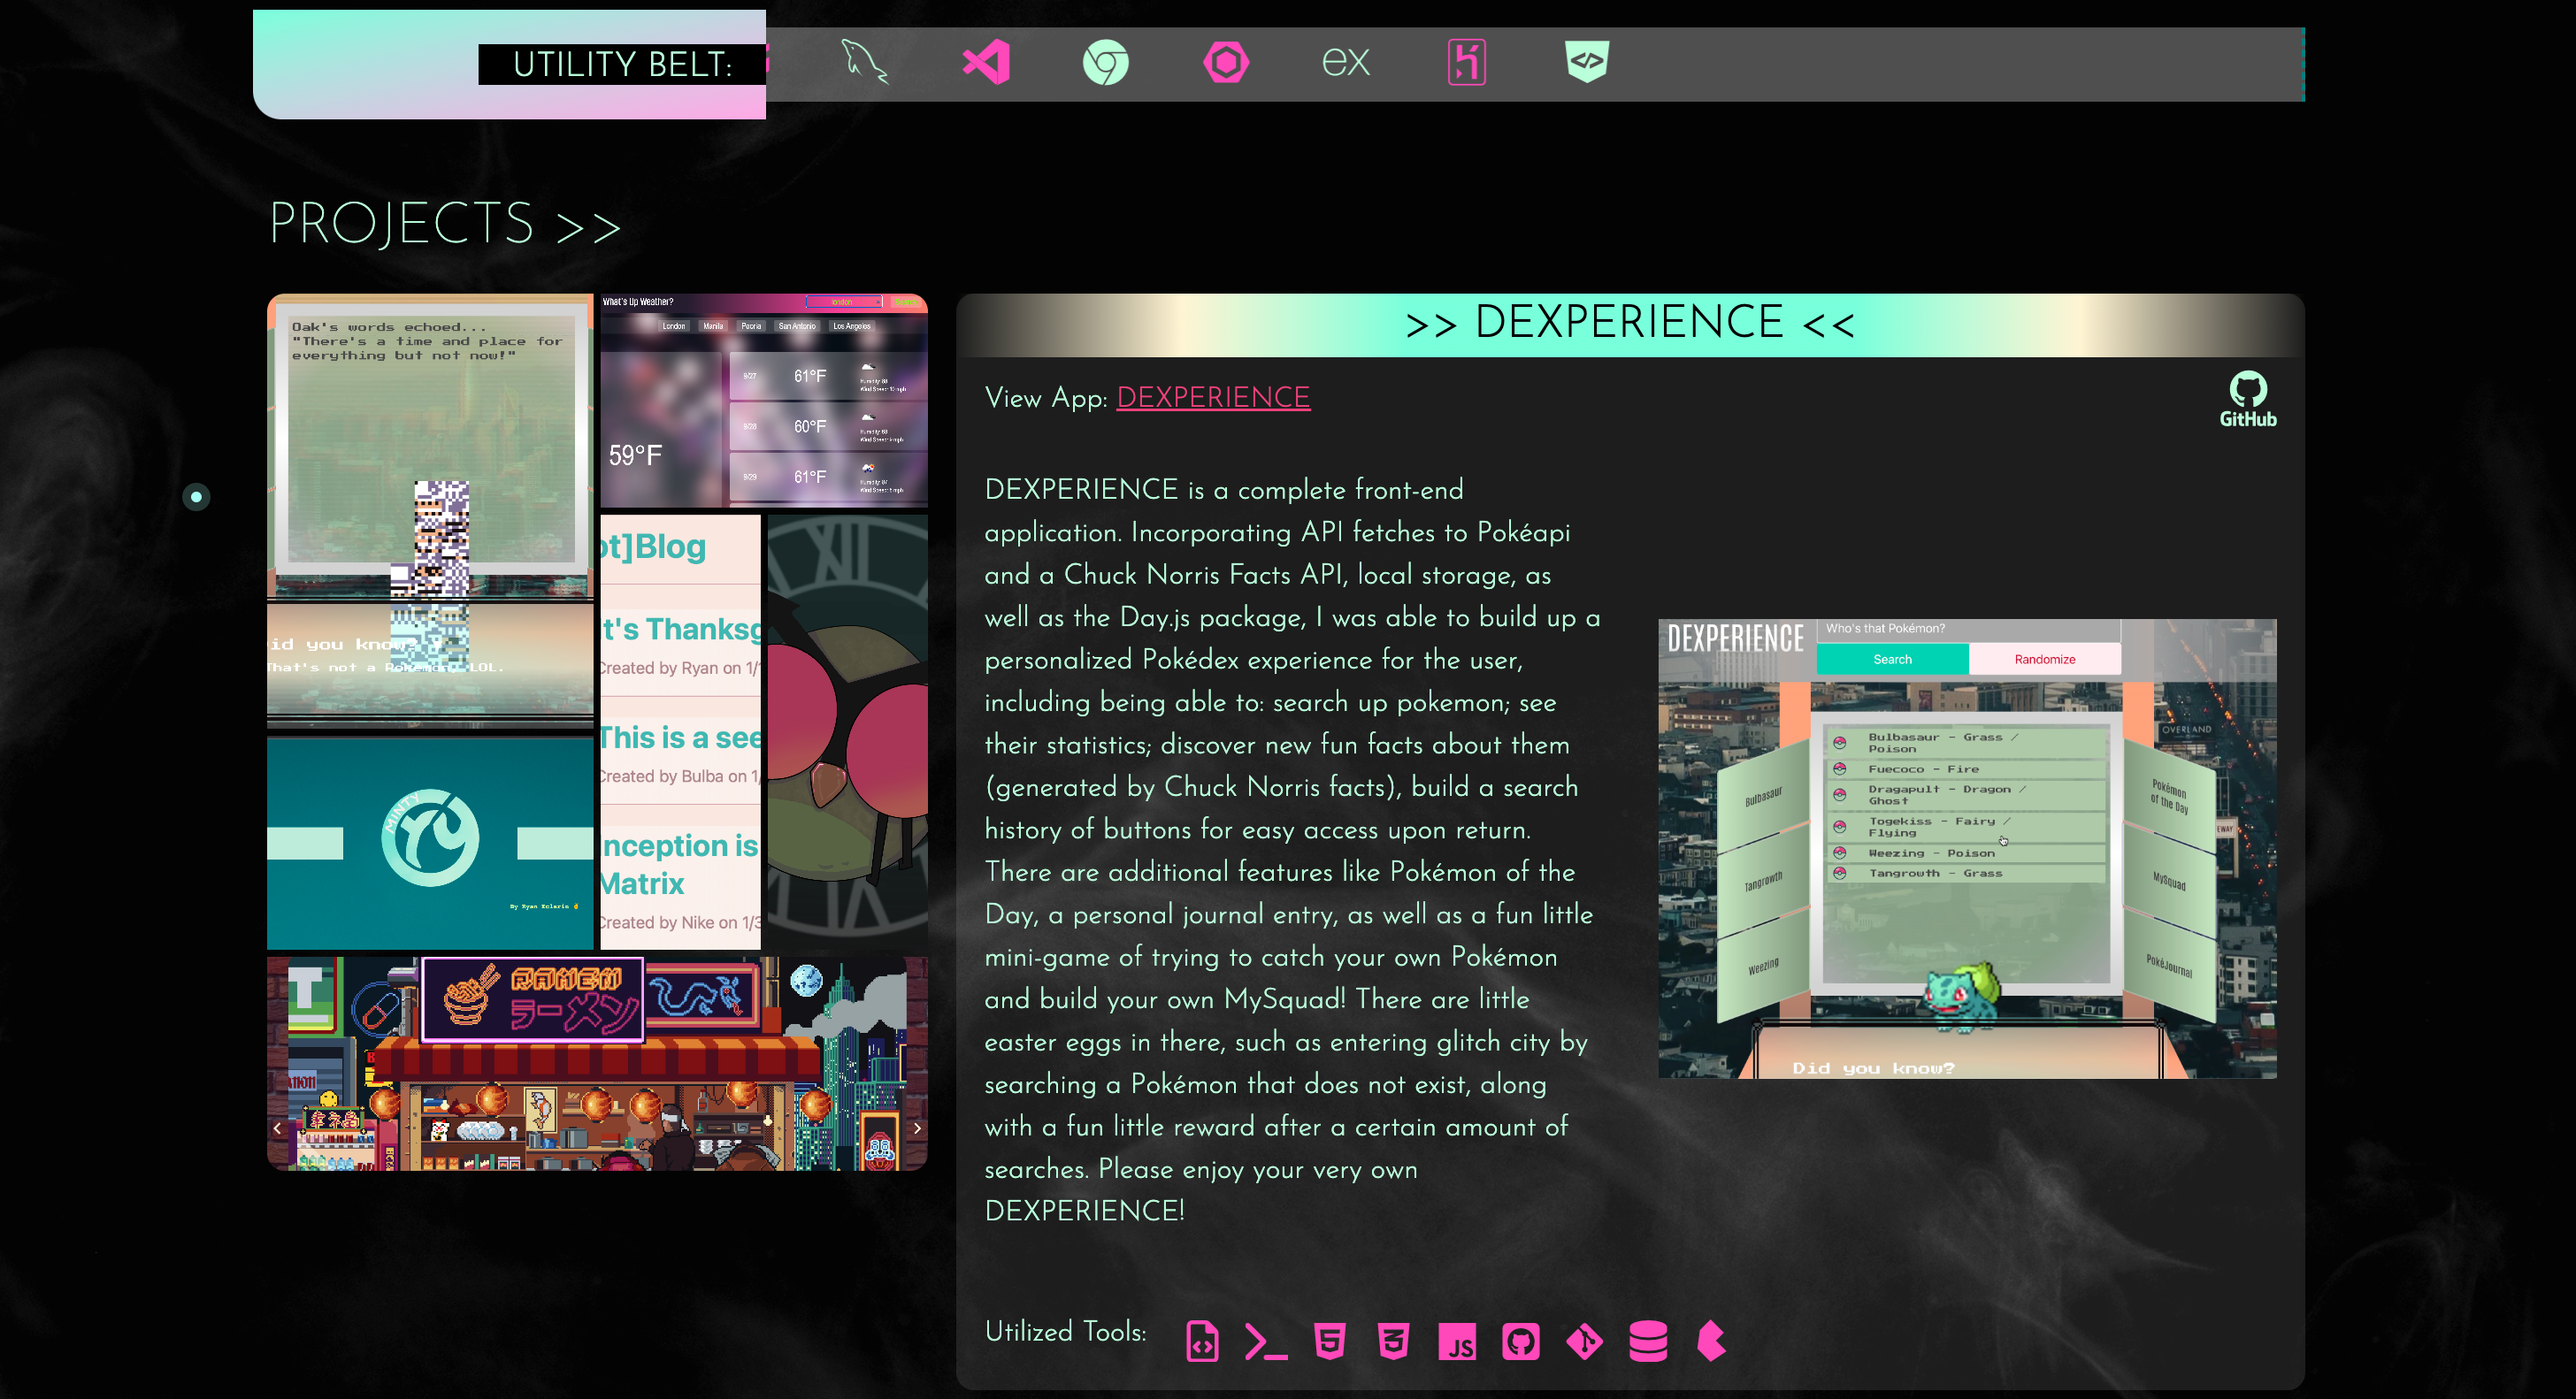 UTILITY BELT:
ex
PROJECTS >>
Oak's words echoed...
"There's a time and place for
everything but not now!"
id you know?
That's not a Pokemon, LOL.
What's Up Weather?
london
London Manila Peoria San Antonio Los Angeles
59°F
9/27 61°F
9/28 60°F
9/29 61°F
ot]Blog
t's Thanksg
Created by Ryan on 1/
This is a see
Created by Bulba on 1/
nception is
Matrix
Created by Nike on 1/3
MINTY
By Ryan Eclarin
RAMEN
ラーメン
>> DEXPERIENCE <<
View App: DEXPERIENCE
GitHub
DEXPERIENCE is a complete front-end
application. Incorporating API fetches to Pokéapi
and a Chuck Norris Facts API, local storage, as
well as the Day.js package, I was able to build up a
personalized Pokédex experience for the user,
including being able to: search up pokemon; see
their statistics; discover new fun facts about them
(generated by Chuck Norris facts), build a search
history of buttons for easy access upon return.
There are additional features like Pokémon of the
Day, a personal journal entry, as well as a fun little
mini-game of trying to catch your own Pokémon
and build your own MySquad! There are little
easter eggs in there, such as entering glitch city by
searching a Pokémon that does not exist, along
with a fun little reward after a certain amount of
searches. Please enjoy your very own
DEXPERIENCE!
DEXPERIENCE
Who's that Pokémon?
Search
Randomize
OVERLAND
Bulbasaur - Grass /
Poison
Fuecoco - Fire
Dragapult - Dragon /
Ghost
Togekiss - Fairy /
Flying
Weezing - Poison
Tangrowth - Grass
Bulbasaur
Tangrowth
Weezing
Pokémon
of the Day
MySquad
PokéJournal
Did you know?
Utilized Tools:
JS